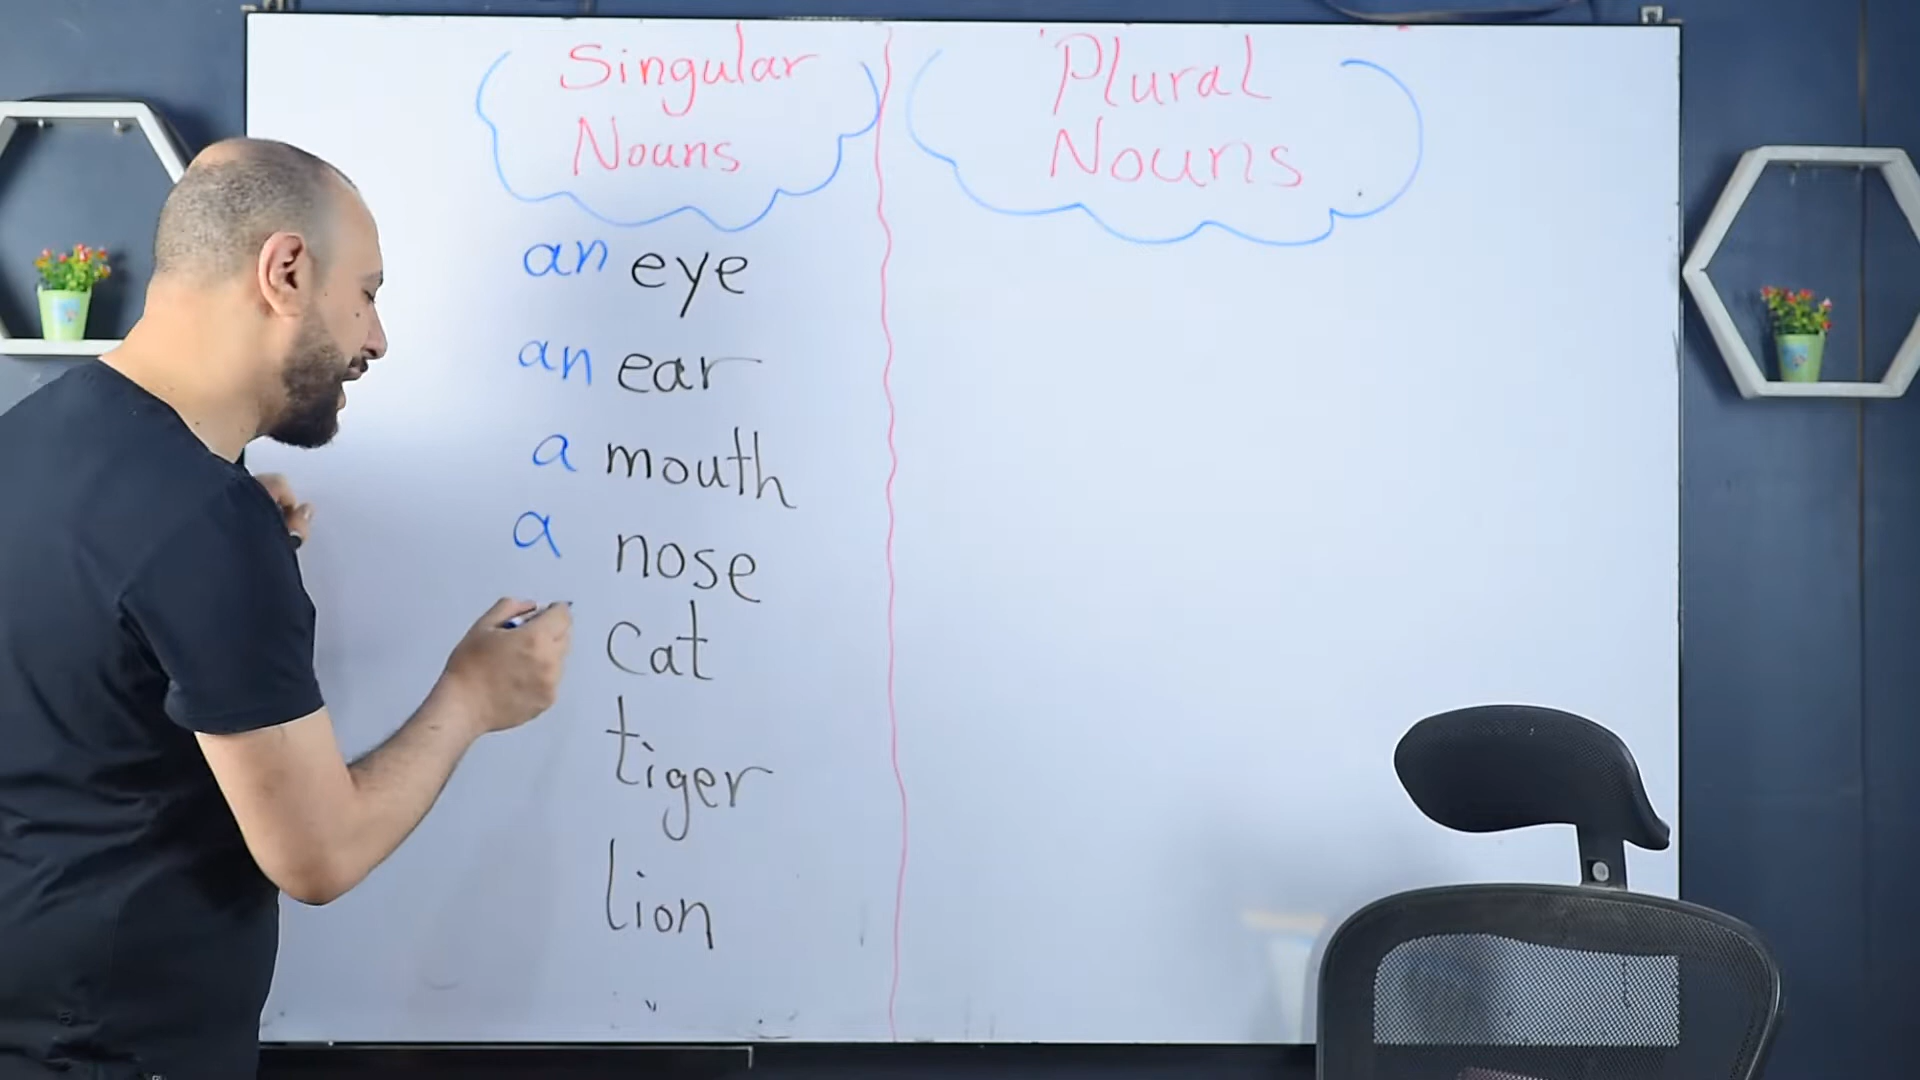 Singular
Nouns
an eye
an ear
a mouth
a nose
cat
tiger
lion
Plural
Nouns